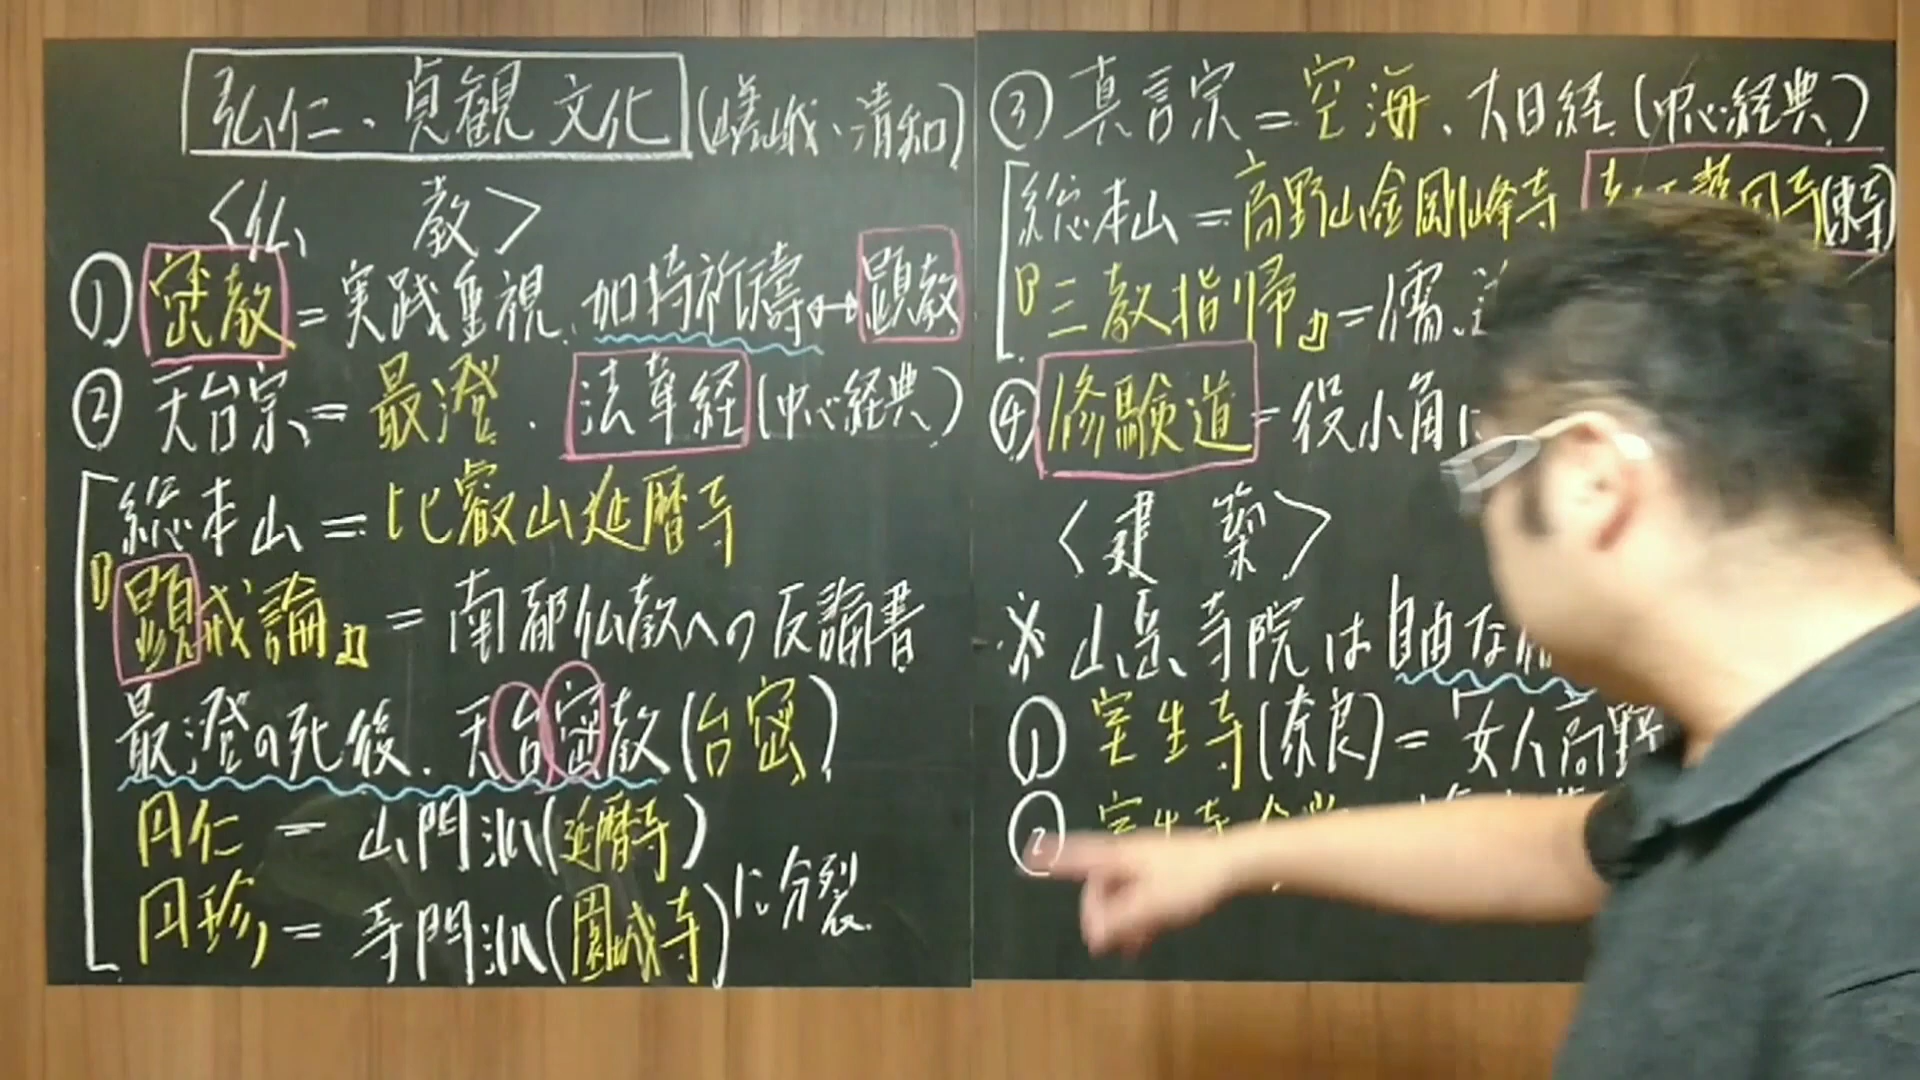 弘仁、貞観文化(嵯峨、清和)
<仏 教>
① 密教=実践重視、加持祈禱↔顕教
② 天台宗=最澄、法華経(中心経典)
総本山=比叡山延暦寺
『顕戒論』=南都仏教への反論書
最澄の死後、天台密教(台密)
円仁=山門派(延暦寺)
円珍=寺門派(園城寺)に分裂
③ 真言宗=空海、大日経(中心経典)
総本山=高野山金剛峰寺
(東寺)
『三教指帰』=儒
④ 修験道=役小角
<建 築>
※山岳寺院は自由な
① 室生寺(奈良)=「女人高野
② 室生寺